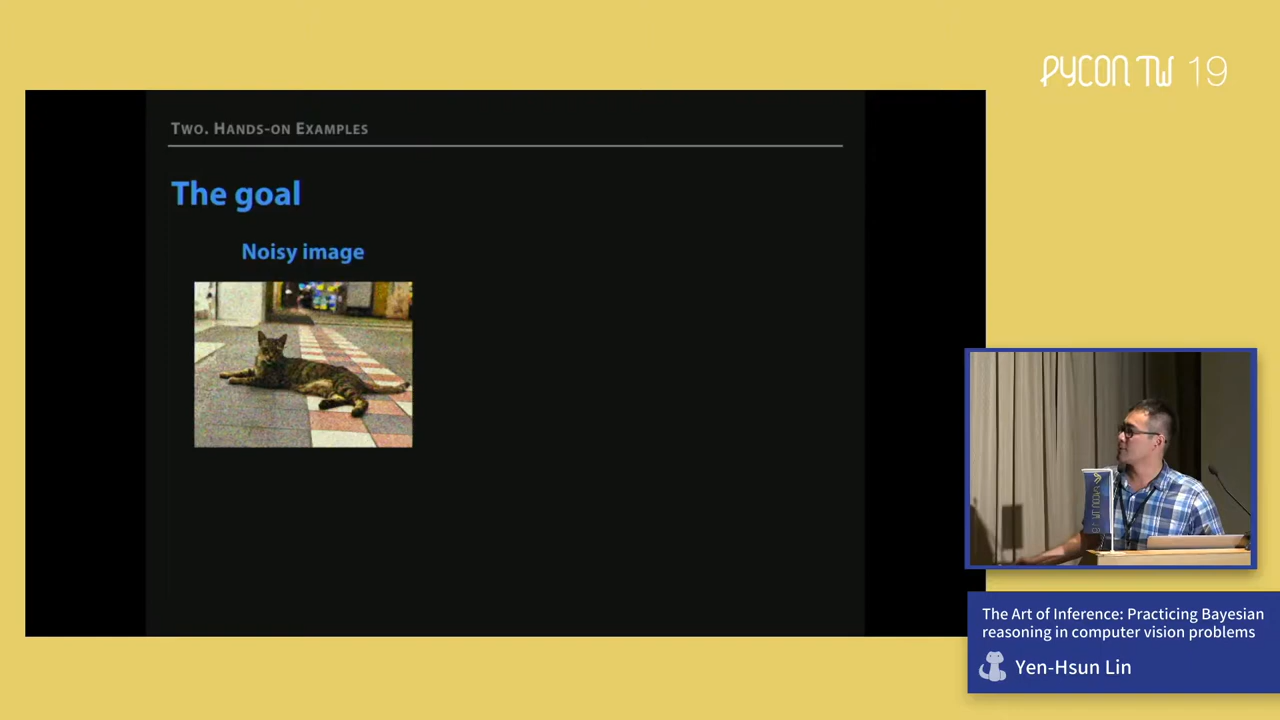 PYCON TW 19
TWO. HANDS-ON EXAMPLES
The goal
Noisy image
The Art of Inference: Practicing Bayesian
reasoning in computer vision problems
Yen-Hsun Lin